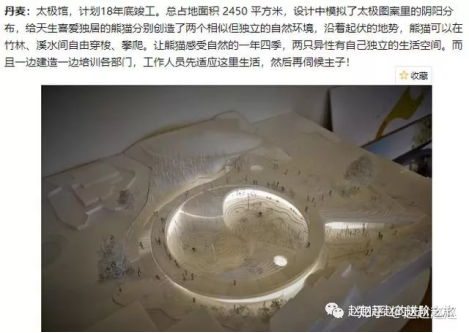 丹麦：太极馆，计划18年底竣工。总占地面积 2450 平方米，设计中模拟了太极图案里的阴阳分
布，给天生喜爱独居的熊猫分别创造了两个相似但独立的自然环境，沿着起伏的地势，熊猫可以在
竹林、溪水间自由穿梭、攀爬。让熊猫感受自然的一年四季，两只异性有自己独立的生活空间。而
且一边建造一边培训各部门，工作人员先适应这里生活，然后再伺候主子！
收藏